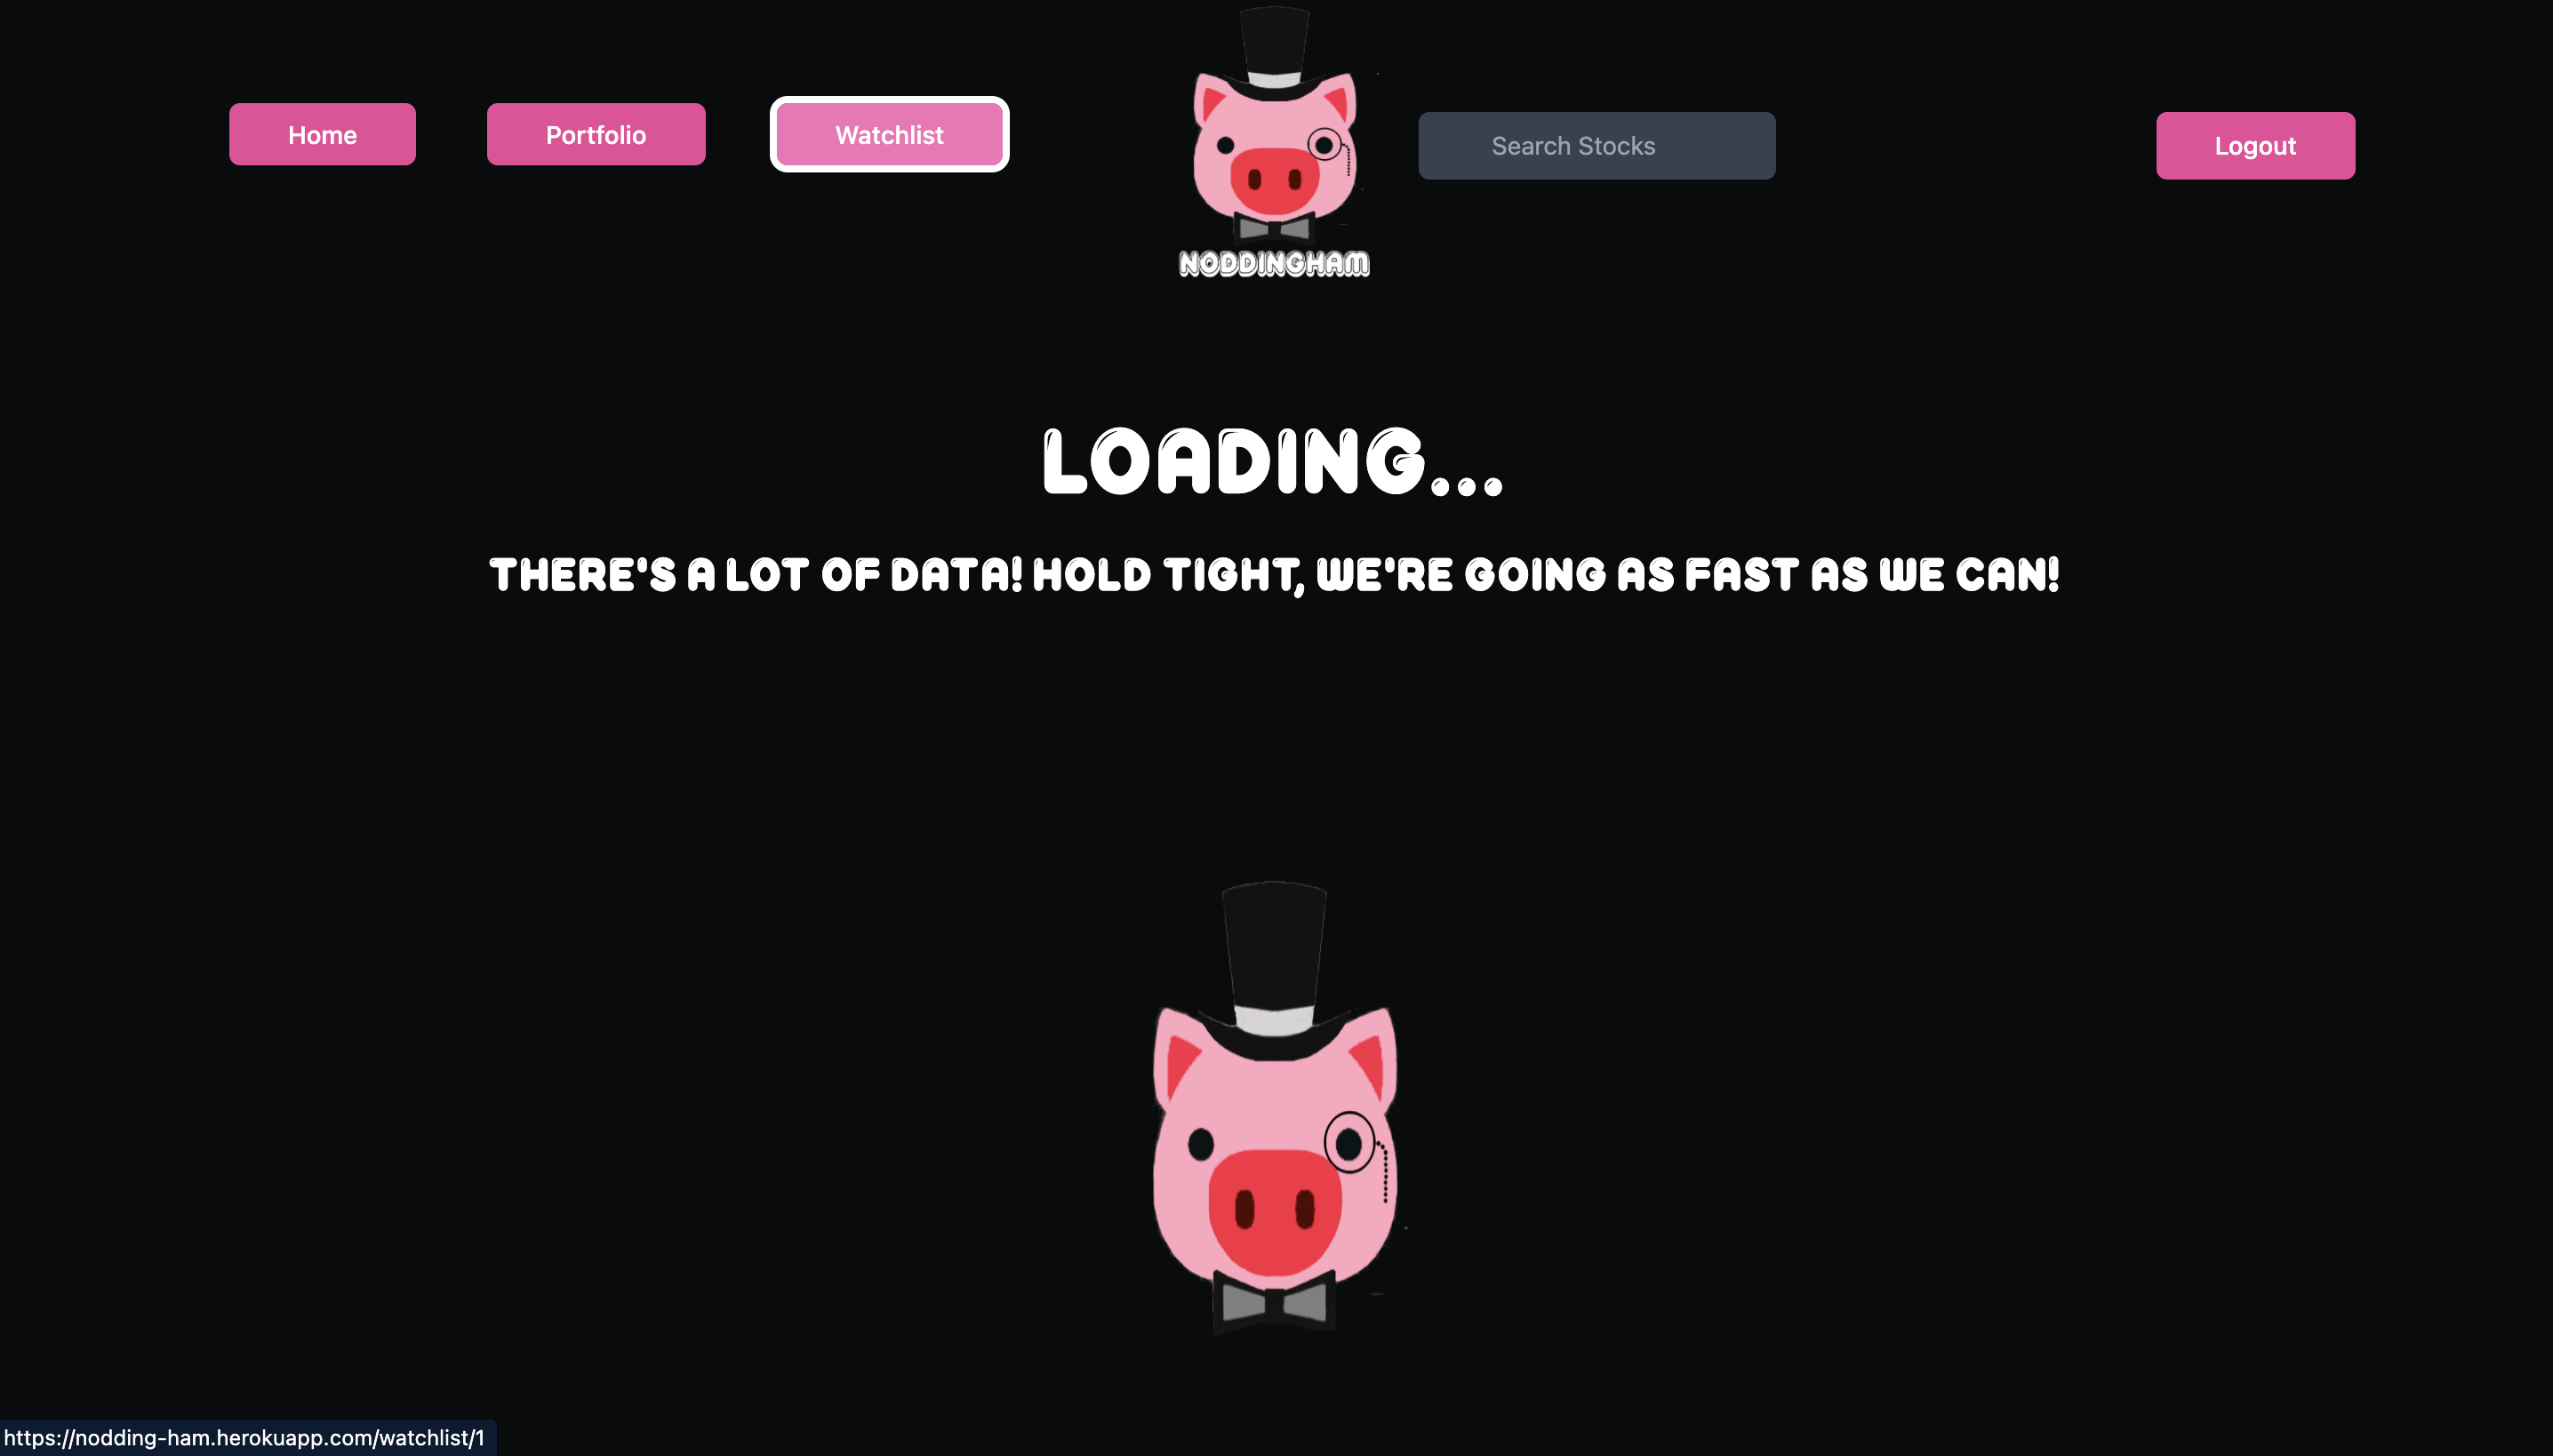 Home
Portfolio
Watchlist
NODDINGHAM
Search Stocks
Logout
LOADING...
THERE'S A LOT OF DATA! HOLD TIGHT, WE'RE GOING AS FAST AS WE CAN!
https://nodding-ham.herokuapp.com/watchlist/1